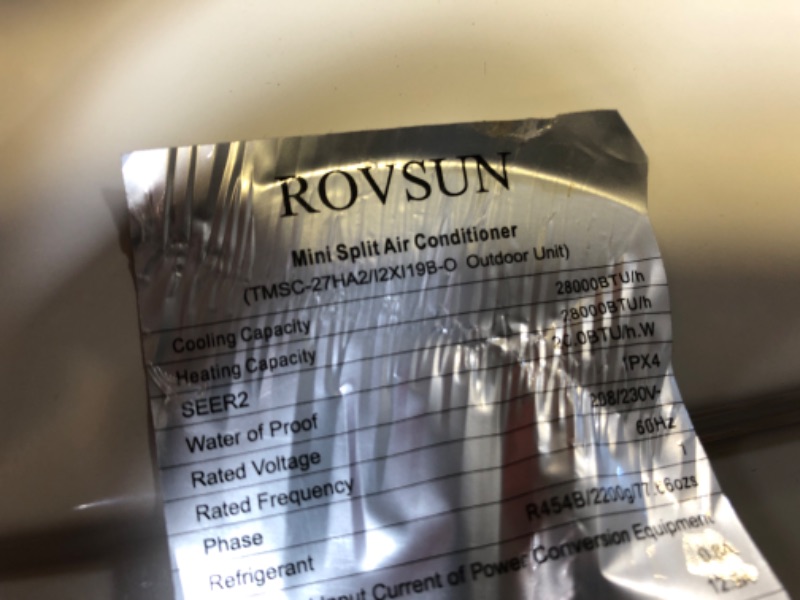 ROVSUN
Mini Split Air Conditioner
(TMSC-27HA2/I2XI19B-O Outdoor Unit)
Cooling Capacity 28000BTU/h
Heating Capacity 28000BTU/h
SEER2 20.0BTU/h.W
Water of Proof IPX4
Rated Voltage 208/230V~
Rated Frequency 60Hz
Phase 1
Refrigerant R454B/2200g/77.6ozs
Input Current of Power Conversion Equipment